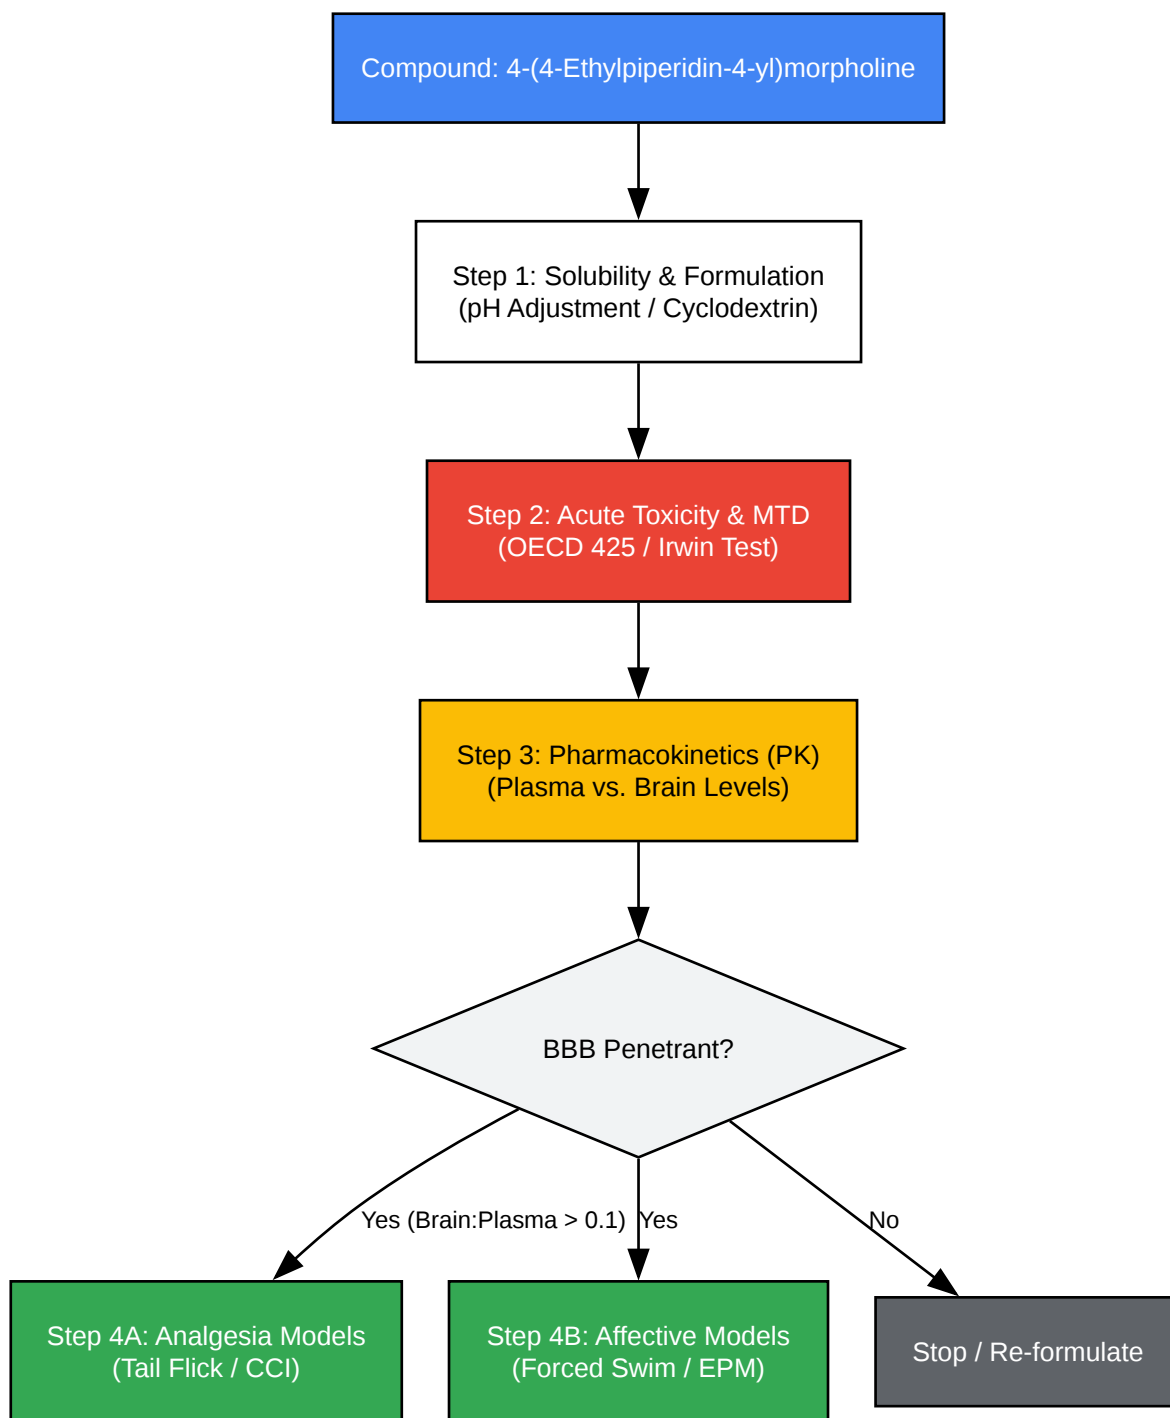 Compound: 4-(4-Ethylpiperidin-4-yl)morpholine
Step 1: Solubility & Formulation
(pH Adjustment / Cyclodextrin)
Step 2: Acute Toxicity & MTD
(OECD 425 / Irwin Test)
Step 3: Pharmacokinetics (PK)
(Plasma vs. Brain Levels)
BBB Penetrant?
Yes (Brain:Plasma > 0.1)
Yes
No
Step 4A: Analgesia Models
(Tail Flick / CCI)
Step 4B: Affective Models
(Forced Swim / EPM)
Stop / Re-formulate